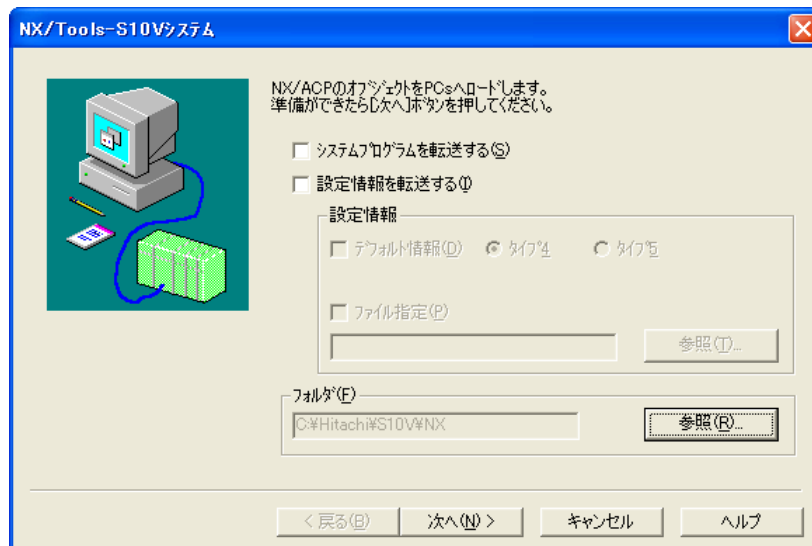 NX/Tools-S10Vシステム
NX/ACPのオブジェクトをPCsへロードします。
準備ができたら[次へ]ボタンを押してください。
システムプログラムを転送する(S)
設定情報を転送する(I)
設定情報
デフォルト情報(D) タイプ4 タイプ5
ファイル指定(P)
参照(T)...
フォルダ(F)
C:¥Hitachi¥S10V¥NX 参照(R)...
< 戻る(B) 次へ(N) > キャンセル ヘルプ